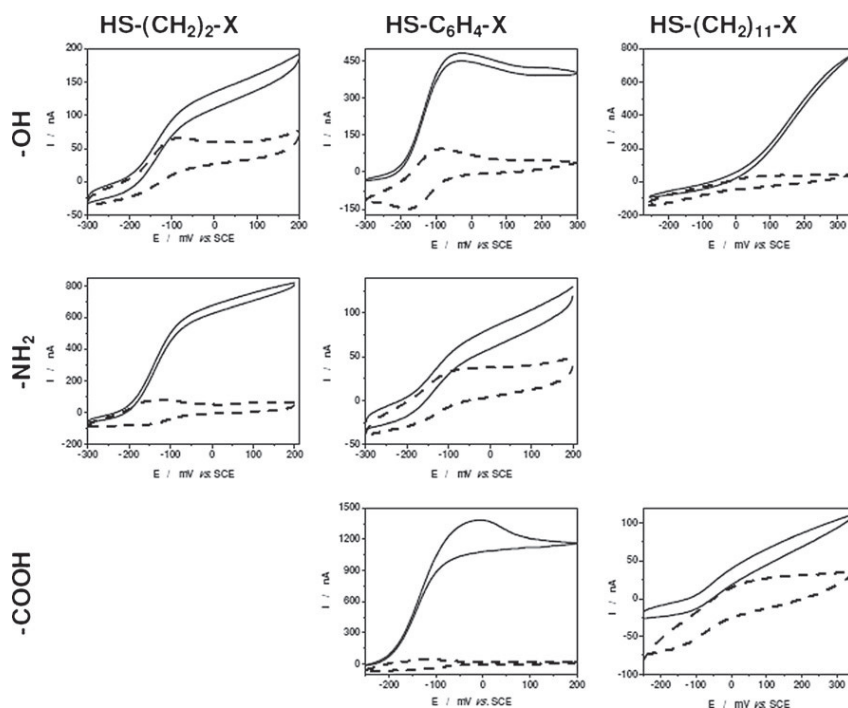 HS-(CH2)2-X
HS-C6H4-X
HS-(CH2)11-X
-OH
200
150
100
50
0
-50
I / nA
-300 -200 -100 0 100 200
E / mV vs. SCE
450
300
150
0
-150
I / nA
-300 -200 -100 0 100 200 300
E / mV vs. SCE
800
600
400
200
0
200
I / nA
-200 -100 0 100 200 300
E / mV vs. SCE
-NH2
800
600
400
200
0
-200
I / nA
-300 -200 -100 0 100 200
E / mV vs. SCE
100
50
0
-50
I / nA
-300 -200 -100 0 100 200
E / mV vs. SCE
-COOH
1500
1200
900
600
300
0
I / nA
-200 -100 0 100 200
E / mV vs. SCE
100
50
0
-50
-100
I / nA
-200 -100 0 100 200 300
E / mV vs. SCE